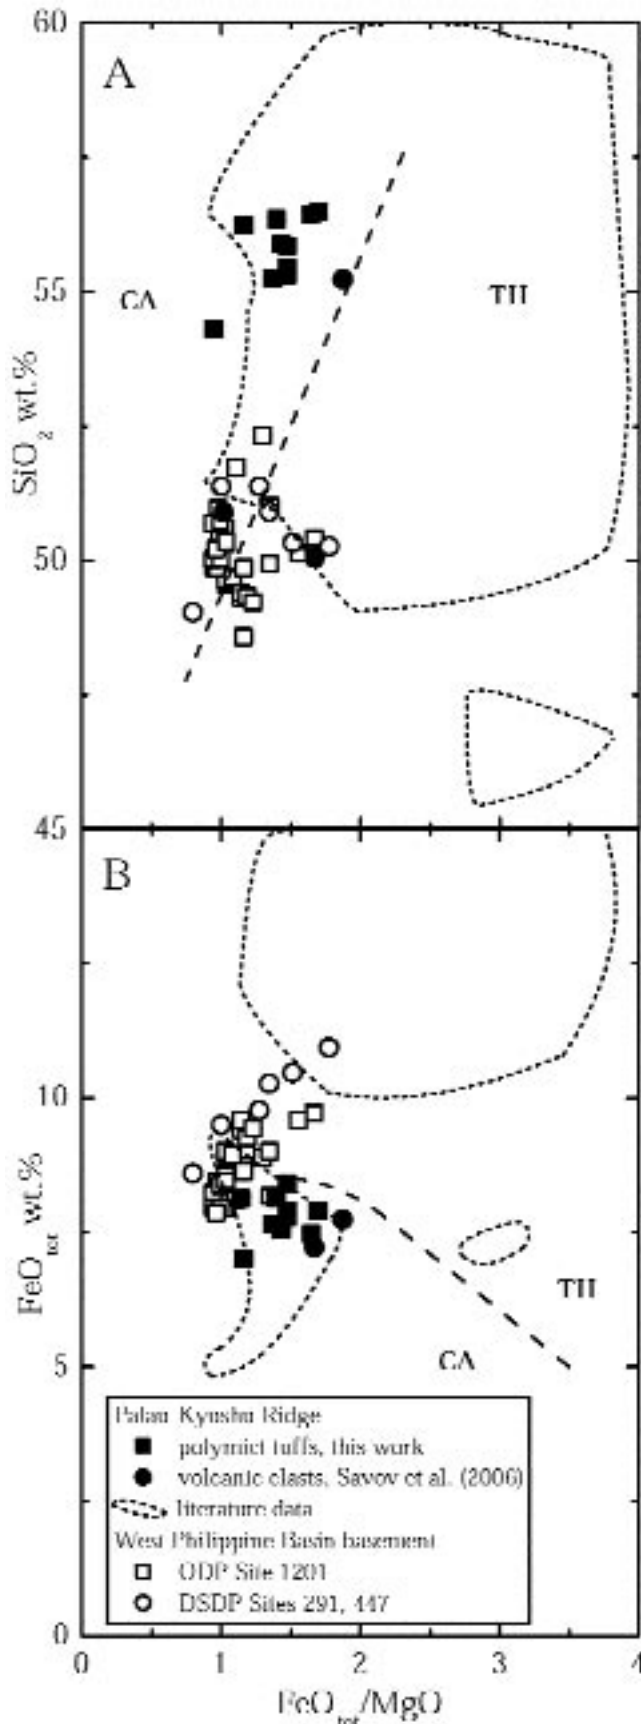 60
A
55
CA
TH
SiO2 wt.%
50
45
B
10
FeOtot wt.%
TH
5
CA
Palau Kyushu Ridge
polymict tuffs, this work
volcanic clasts, Savov et al. (2006)
literature data
West Philippine Basin basement
ODP Site 1201
DSDP Sites 291, 447
0
0 1 2 3 4
FeOtot/MgO